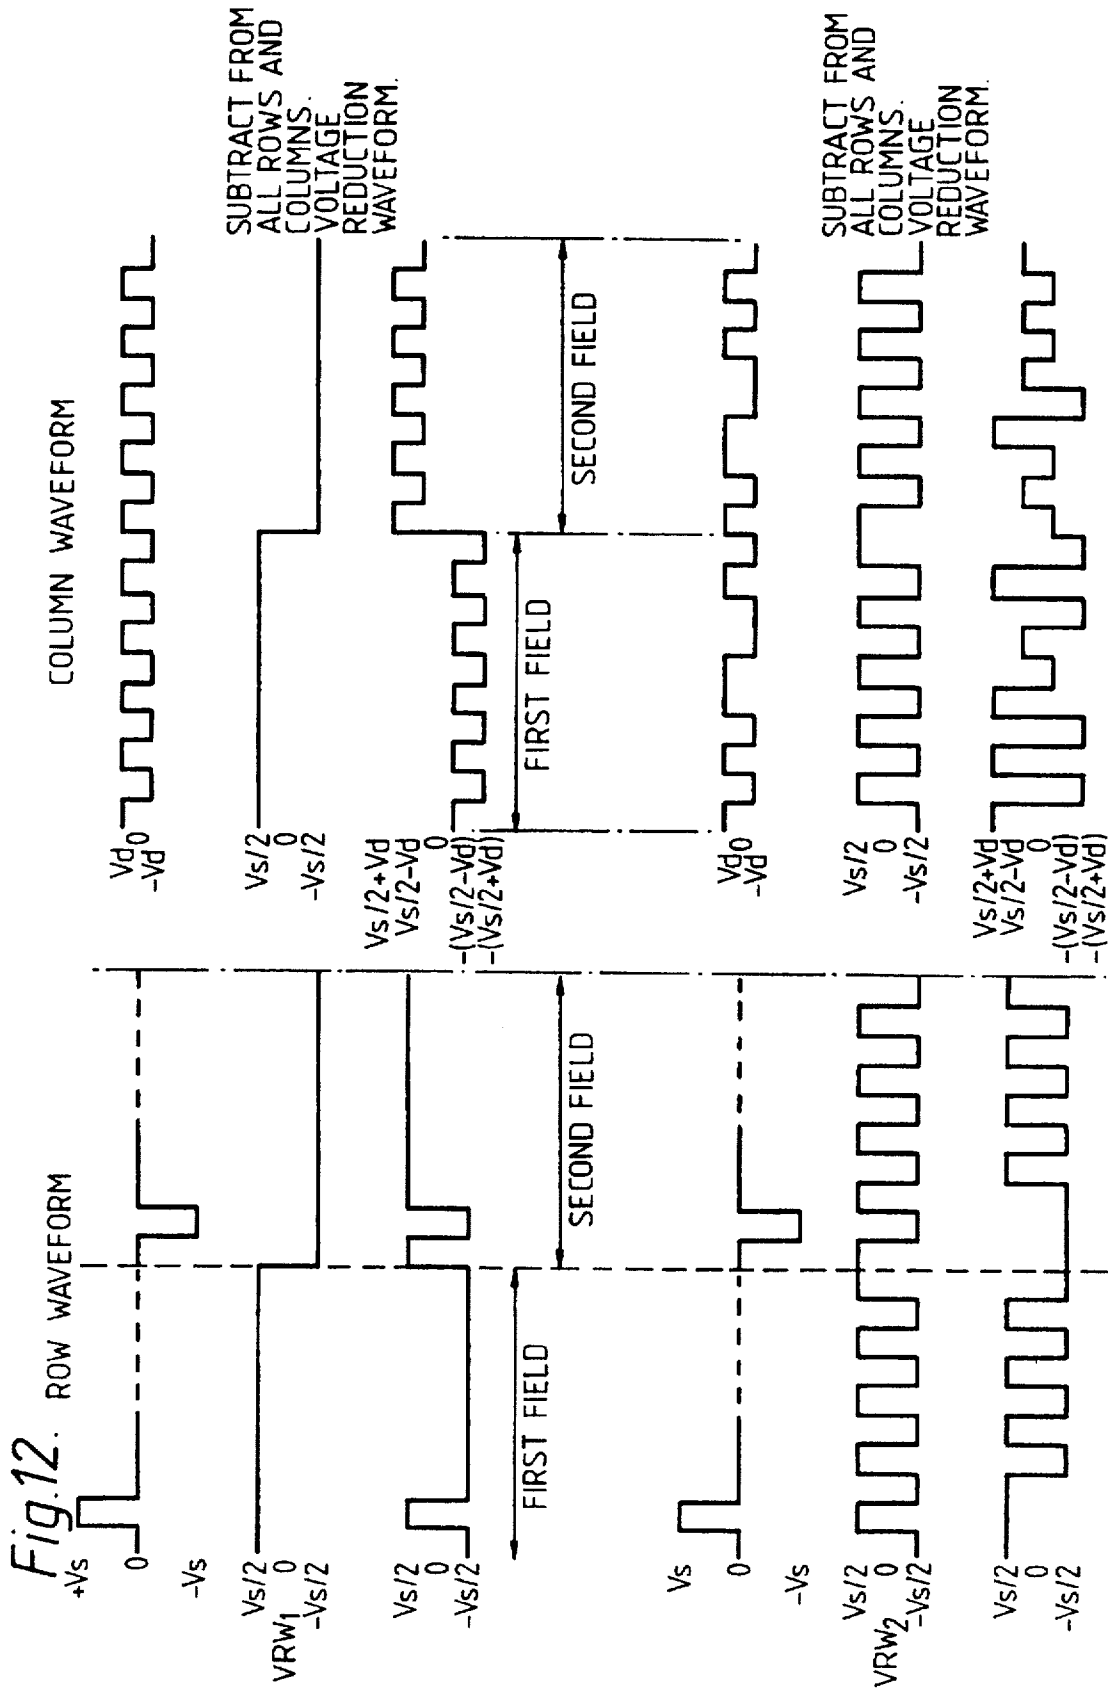 Fig.12. ROW WAVEFORM
COLUMN WAVEFORM
+Vs
0
-Vs
Vd
0
-Vd
Vs/2
0
VRW1
-Vs/2
Vs/2
0
-Vs/2
SUBTRACT FROM
ALL ROWS AND
COLUMNS.
VOLTAGE
REDUCTION
WAVEFORM.
Vs/2
0
-Vs/2
Vs/2+Vd
Vs/2-Vd
0
-(Vs/2-Vd)
-(Vs/2+Vd)
FIRST FIELD
SECOND FIELD
FIRST FIELD
SECOND FIELD
Vs
0
-Vs
Vd
0
-Vd
Vs/2
0
VRW2
-Vs/2
Vs/2
0
-Vs/2
SUBTRACT FROM
ALL ROWS AND
COLUMNS.
VOLTAGE
REDUCTION
WAVEFORM.
Vs/2
0
-Vs/2
Vs/2+Vd
Vs/2-Vd
0
-(Vs/2-Vd)
-(Vs/2+Vd)